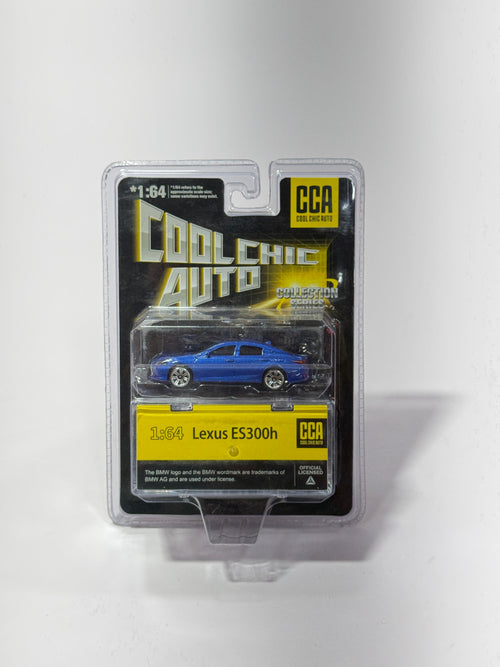 *1:64
*1/64 refers to the
approximate scale size;
some variations may exist.
CCA
COOL CHIC AUTO
COOL CHIC
AUTO
COLLECTION
SERIES
1:64 Lexus ES300h
CCA
COOL CHIC AUTO
The BMW logo and the BMW wordmark are trademarks of
BMW AG and are used under license.
OFFICIAL
LICENSED